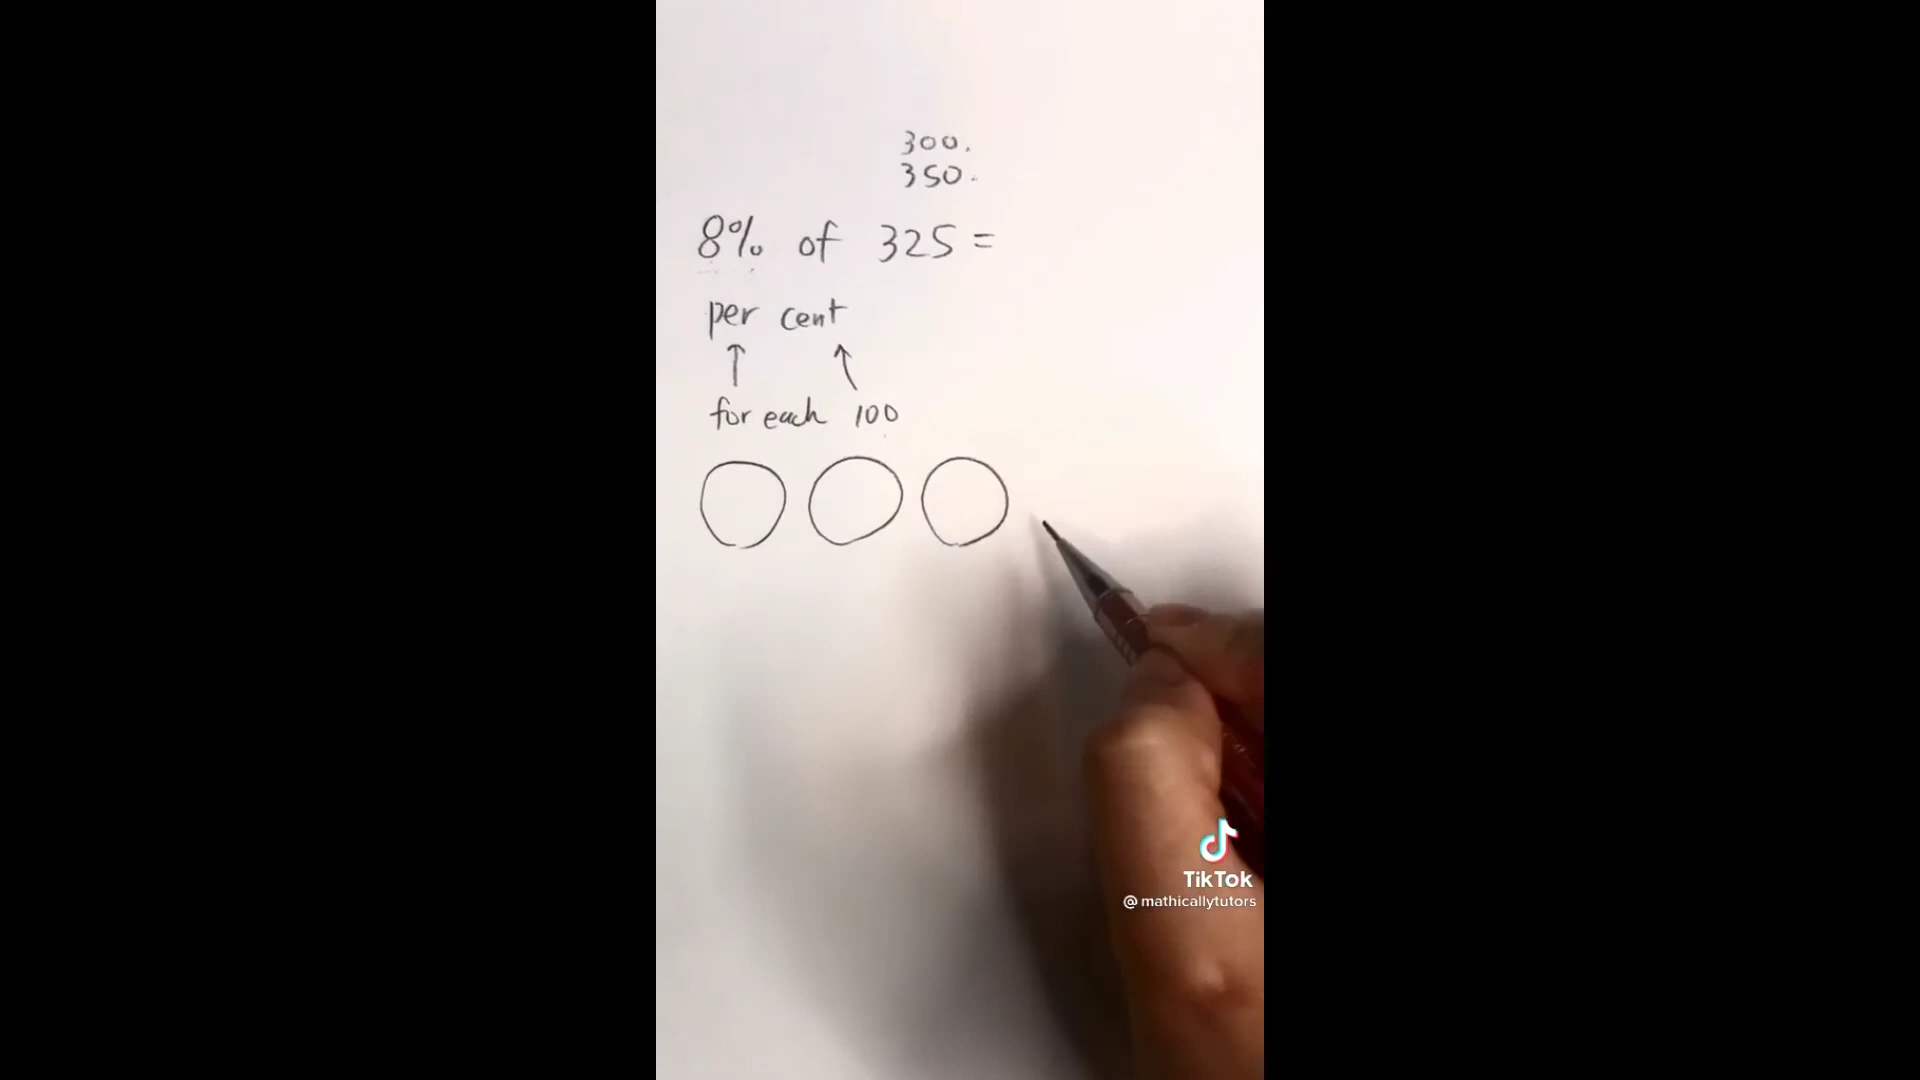 300.
350.
8% of 325 =
per cent
for each 100
TikTok
@mathicallytutors